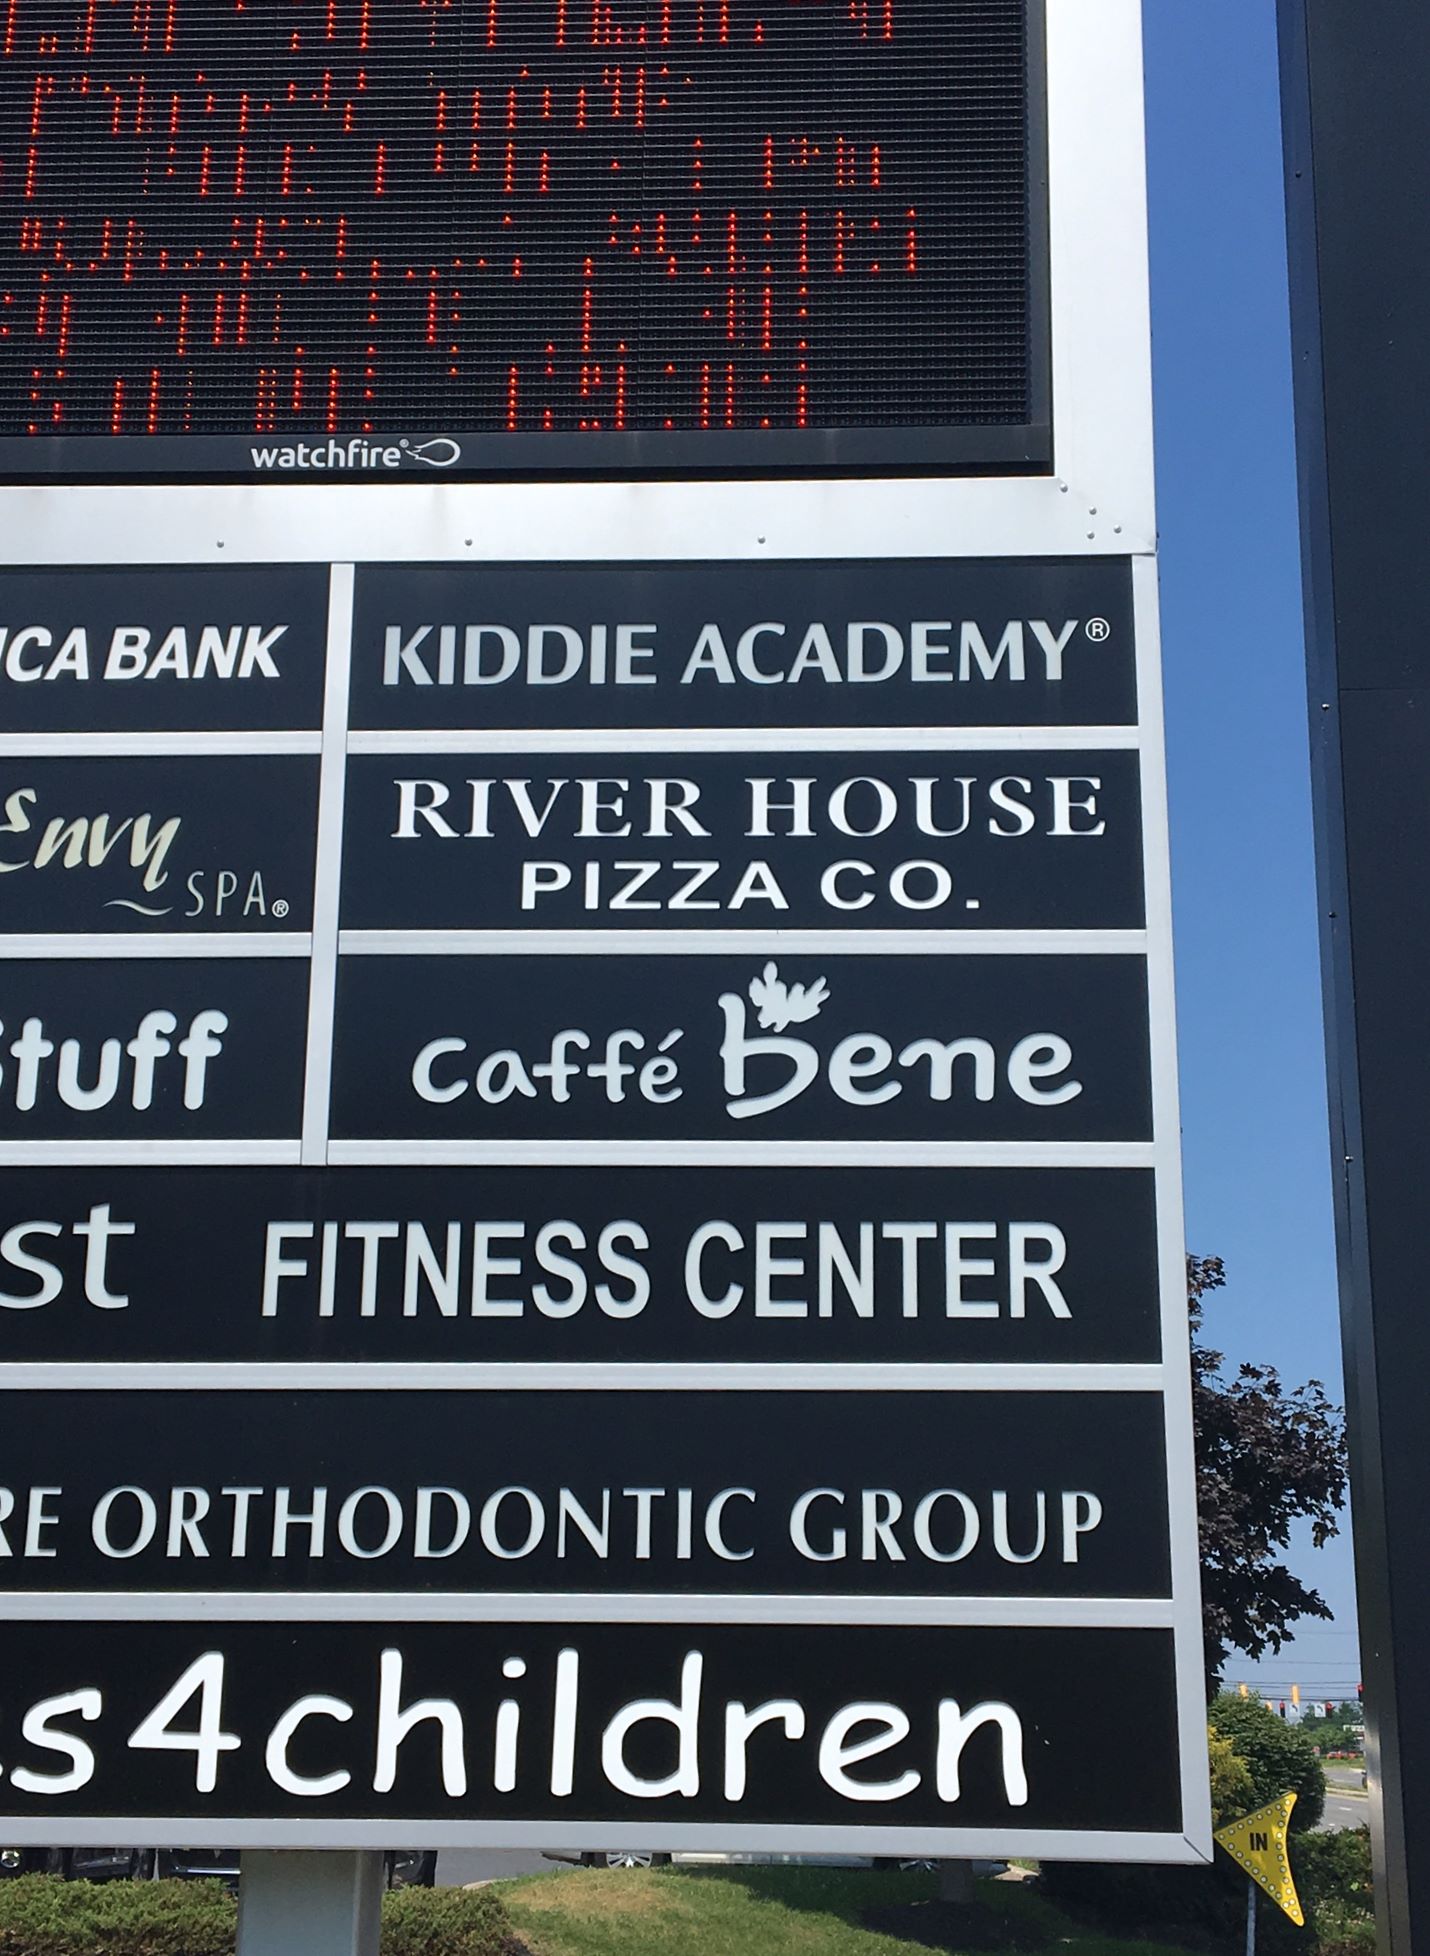 watchfire®
ICA BANK
KIDDIE ACADEMY®
Envy
SPA®
RIVER HOUSE
PIZZA CO.
Stuff
caffé bene
st FITNESS CENTER
RE ORTHODONTIC GROUP
s4children
IN